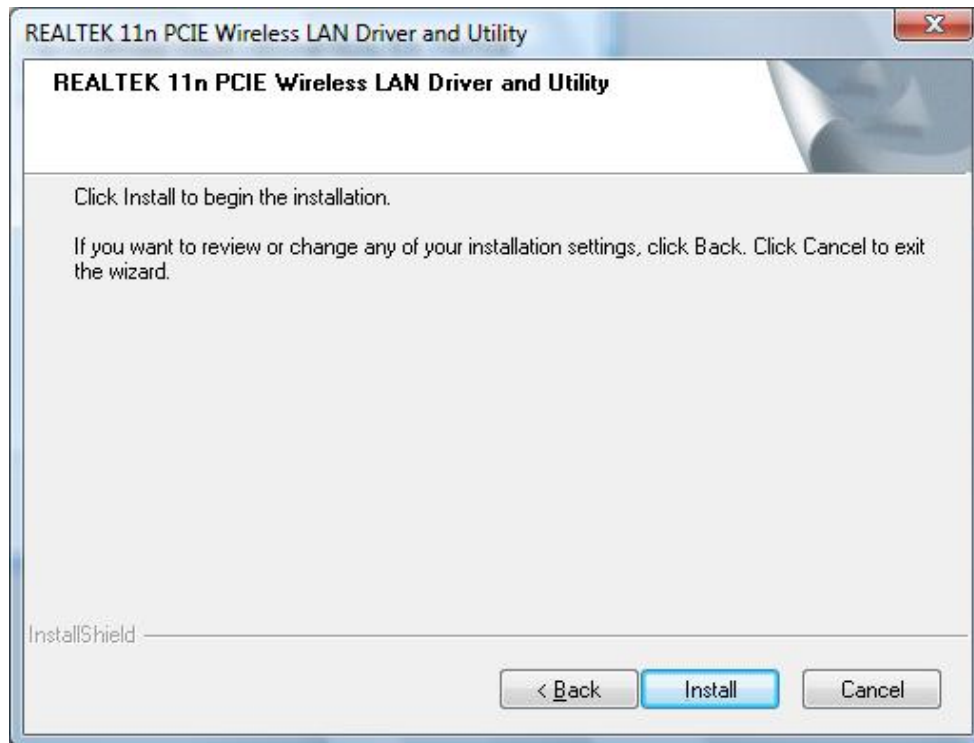 REALTEK 11n PCIE Wireless LAN Driver and Utility
REALTEK 11n PCIE Wireless LAN Driver and Utility
Click Install to begin the installation.
If you want to review or change any of your installation settings, click Back. Click Cancel to exit
the wizard.
InstallShield
< Back Install Cancel